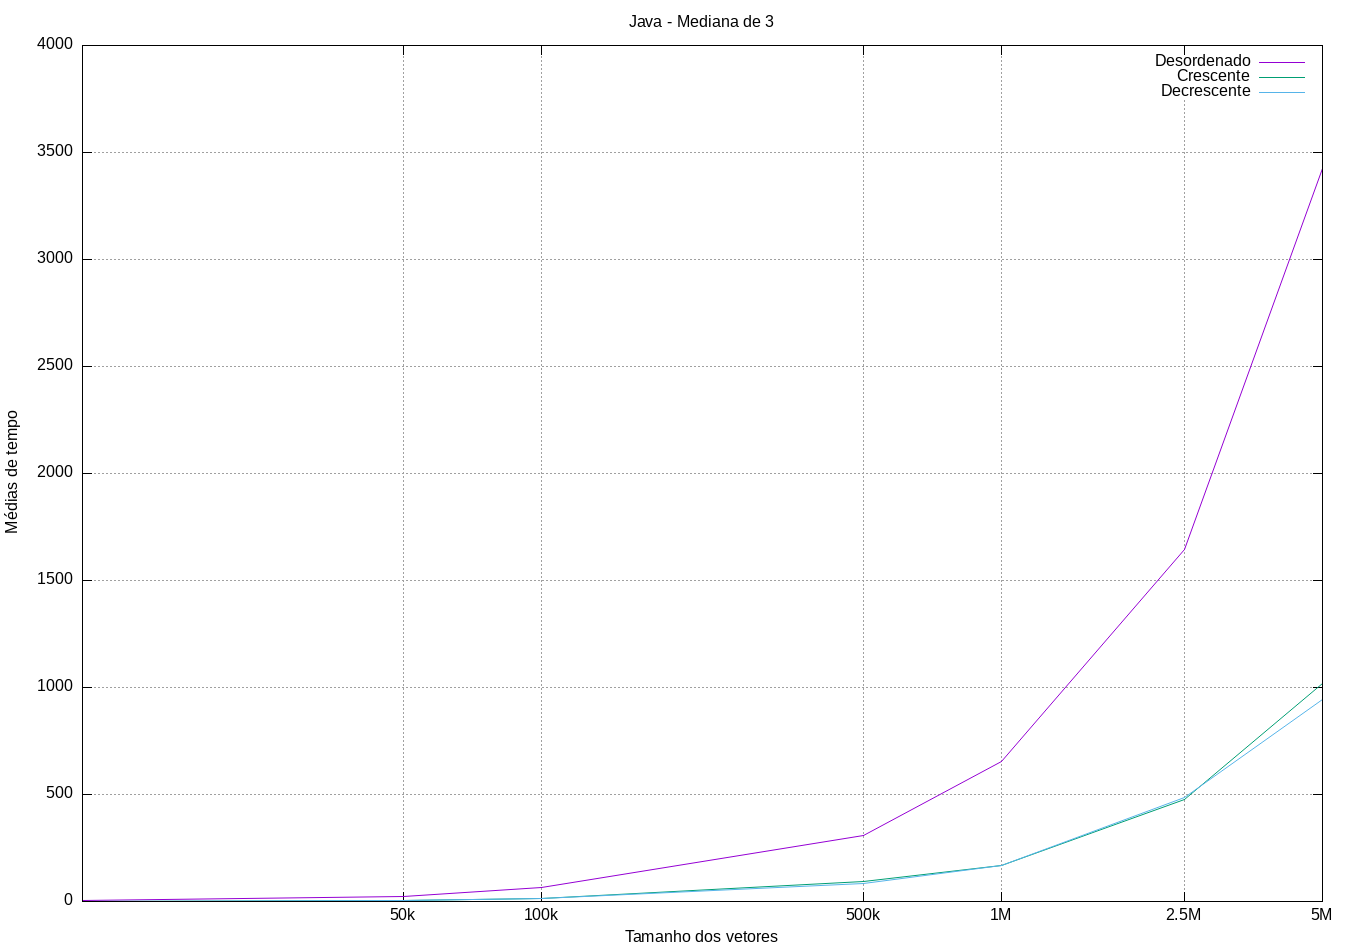 Java - Mediana de 3
4000
3500
3000
2500
2000
1500
1000
500
0
Médias de tempo
Desordenado
Crescente
Decrescente
50k 100k 500k 1M 2.5M 5M
Tamanho dos vetores